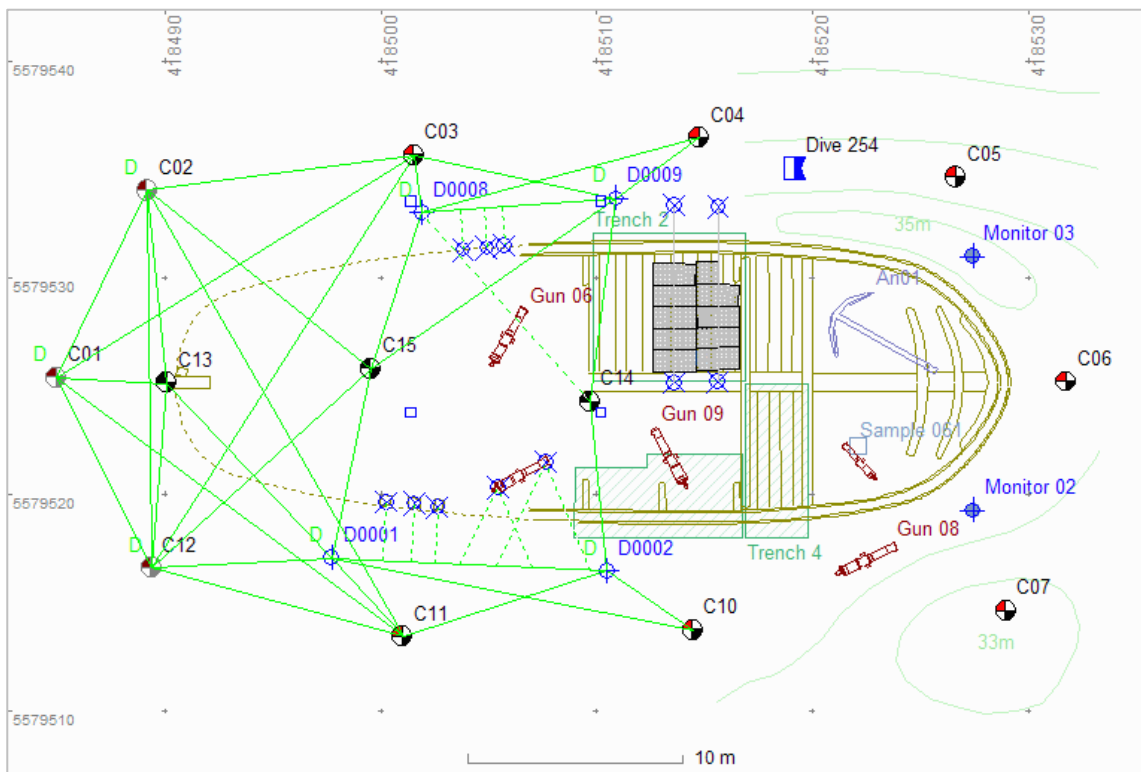 418490
418500
418510
418520
418530
5579540
C04
C03
Dive 254
D
C02
C05
D
D0009
D
D0008
Trench 2
35m
Monitor 03
5579530
An01
Gun 06
D
C01
C15
C13
C06
C14
Gun 09
Sample 061
5579520
Monitor 02
D
C12
D
D0001
D
D0002
Trench 4
Gun 08
C07
C11
C10
33m
5579510
10 m